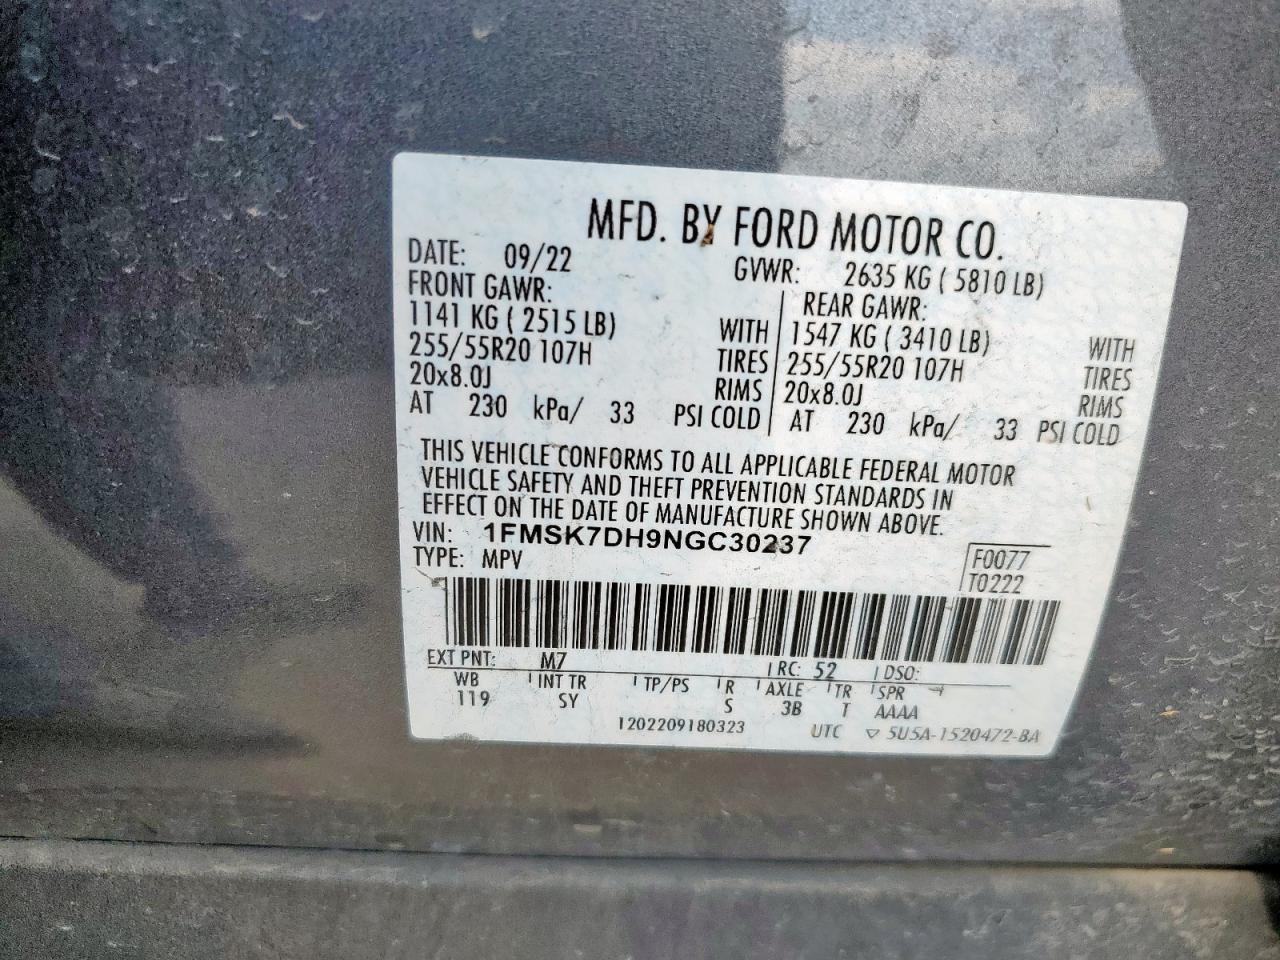 MFD. BY FORD MOTOR CO.
DATE: 09/22 GVWR: 2635 KG ( 5810 LB)
FRONT GAWR: REAR GAWR:
1141 KG ( 2515 LB) WITH 1547 KG ( 3410 LB) WITH
255/55R20 107H TIRES 255/55R20 107H TIRES
20x8.0J RIMS 20x8.0J RIMS
AT 230 kPa/ 33 PSI COLD AT 230 kPa/ 33 PSI COLD
THIS VEHICLE CONFORMS TO ALL APPLICABLE FEDERAL MOTOR
VEHICLE SAFETY AND THEFT PREVENTION STANDARDS IN
EFFECT ON THE DATE OF MANUFACTURE SHOWN ABOVE.
VIN: 1FMSK7DH9NGC30237
TYPE: MPV F0077
T0222
EXT PNT: M7 RC: 52 DSO:
WB INT TR TP/PS R AXLE TR SPR
119 SY S 3B T AAAA
1202209180323 UTC ▽ 5U5A-1520472-BA